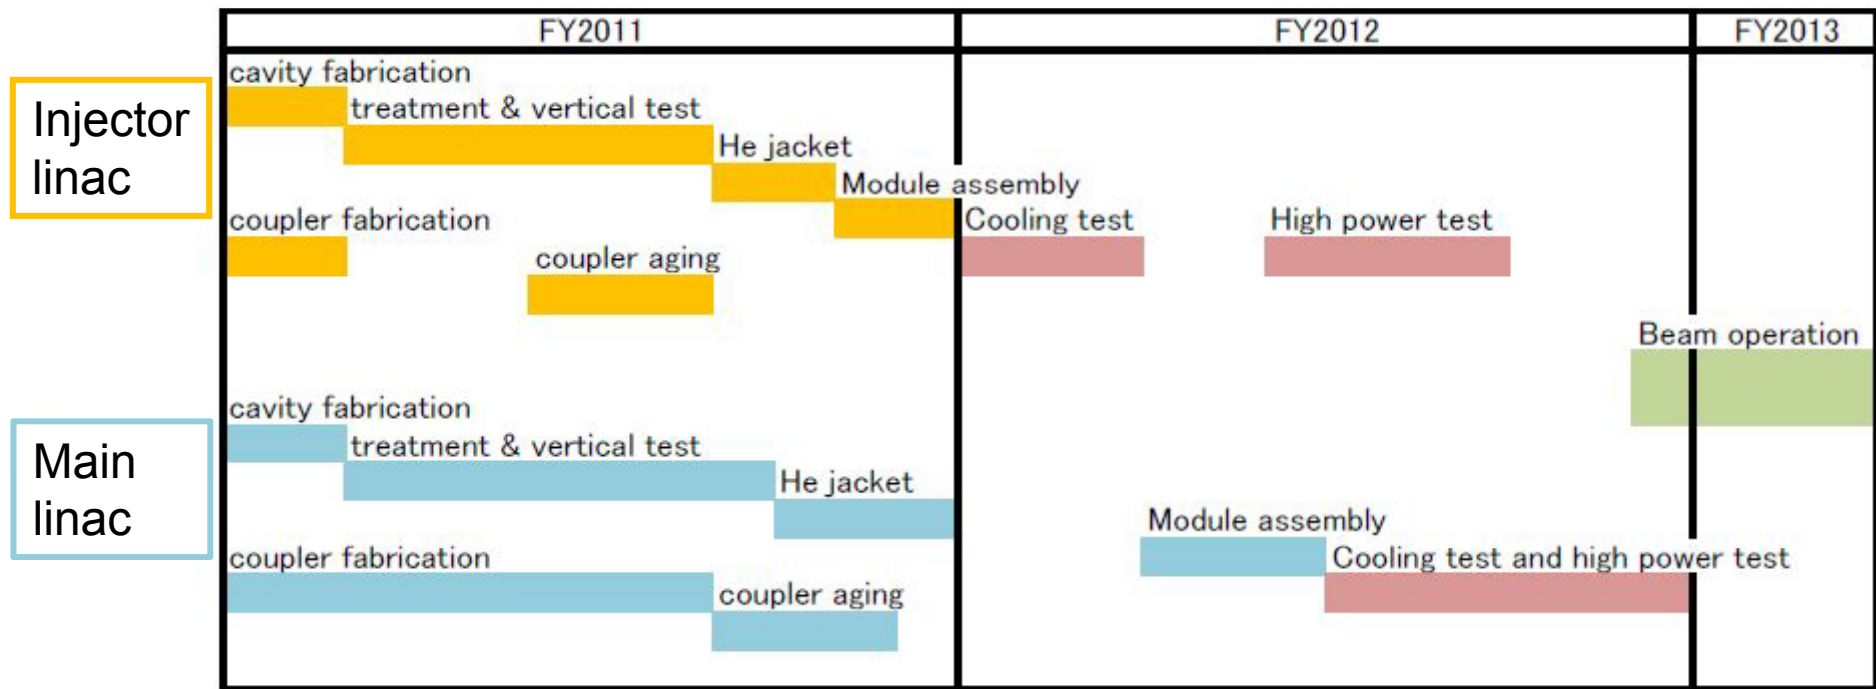 FY2011
FY2012
FY2013
Injector
linac
cavity fabrication
treatment & vertical test
He jacket
Module assembly
coupler fabrication
Cooling test
High power test
coupler aging
Beam operation
Main
linac
cavity fabrication
treatment & vertical test
He jacket
Module assembly
coupler fabrication
Cooling test and high power test
coupler aging